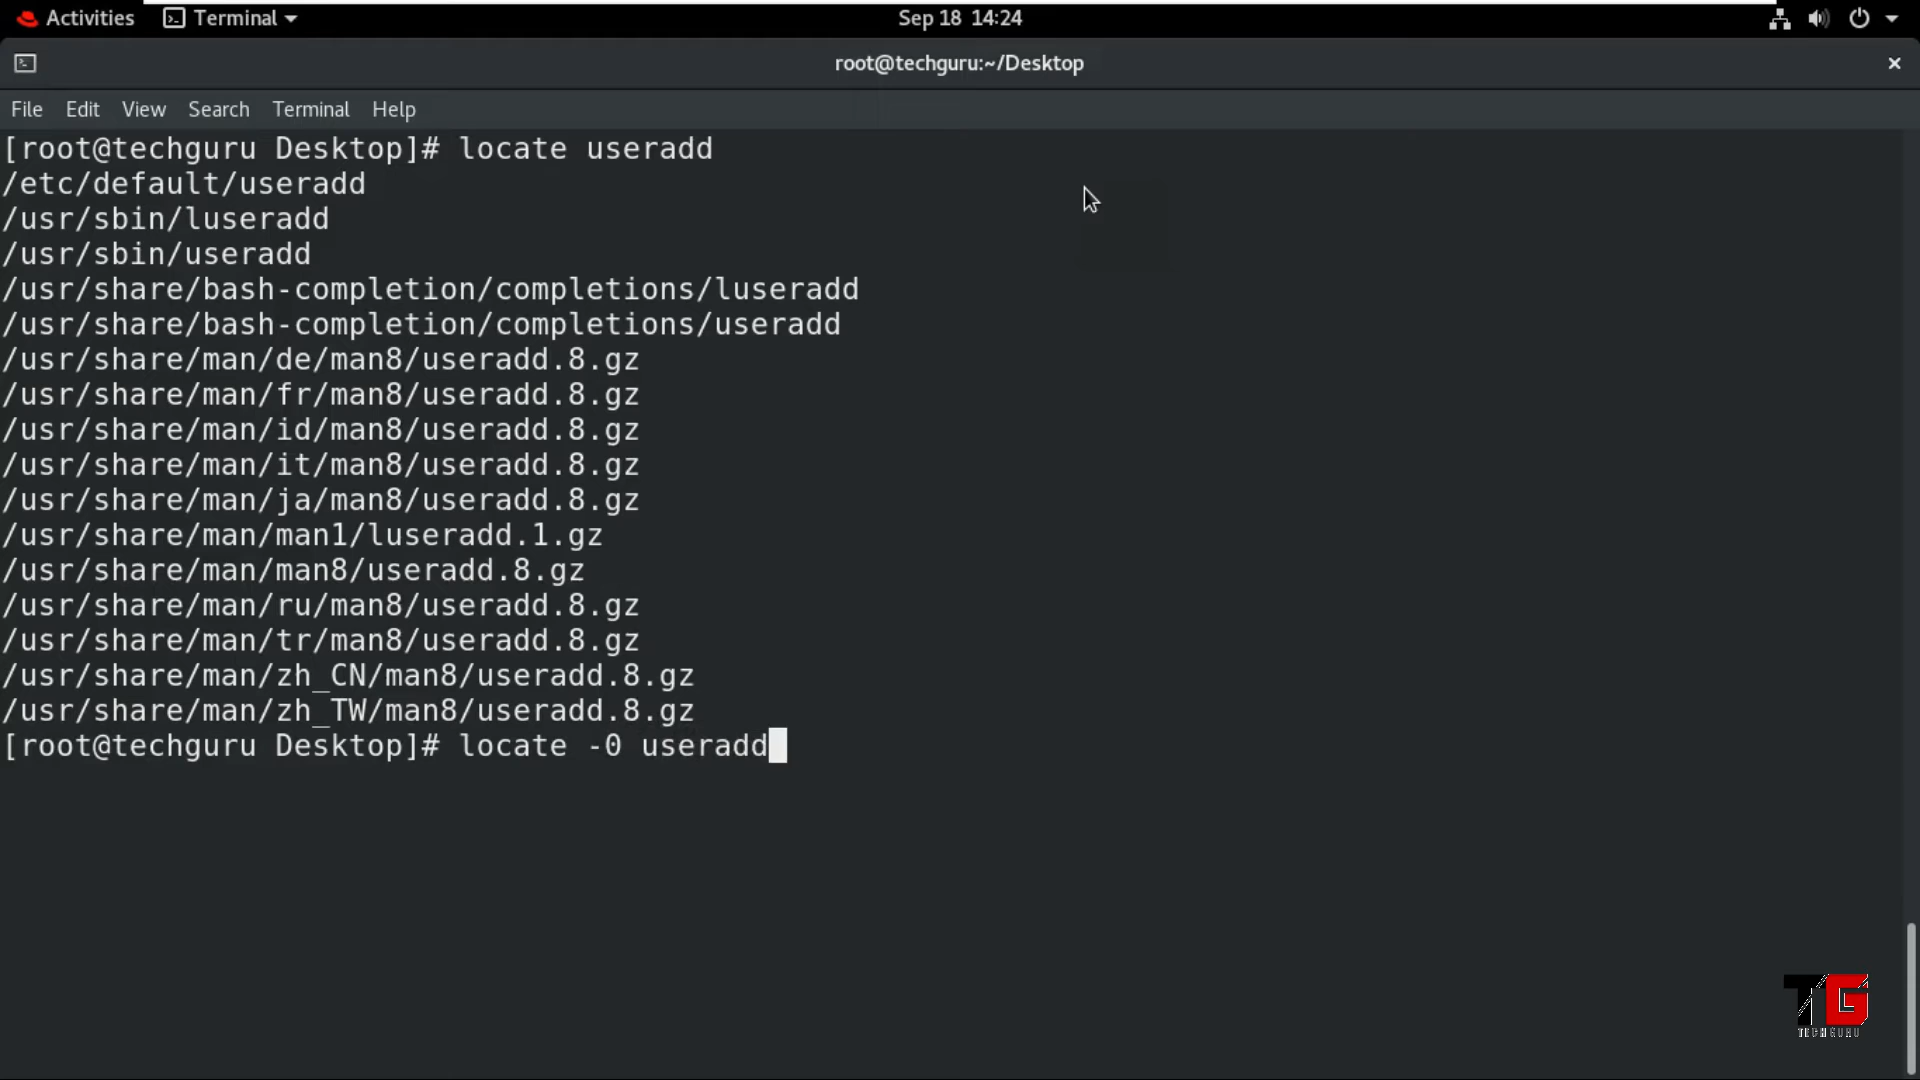 Activities Terminal Sep 18 14:24
root@techguru:~/Desktop
File Edit View Search Terminal Help
[root@techguru Desktop]# locate useradd
/etc/default/useradd
/usr/sbin/luseradd
/usr/sbin/useradd
/usr/share/bash-completion/completions/luseradd
/usr/share/bash-completion/completions/useradd
/usr/share/man/de/man8/useradd.8.gz
/usr/share/man/fr/man8/useradd.8.gz
/usr/share/man/id/man8/useradd.8.gz
/usr/share/man/it/man8/useradd.8.gz
/usr/share/man/ja/man8/useradd.8.gz
/usr/share/man/man1/luseradd.1.gz
/usr/share/man/man8/useradd.8.gz
/usr/share/man/ru/man8/useradd.8.gz
/usr/share/man/tr/man8/useradd.8.gz
/usr/share/man/zh_CN/man8/useradd.8.gz
/usr/share/man/zh_TW/man8/useradd.8.gz
[root@techguru Desktop]# locate -0 useradd
TG
TECHGURU